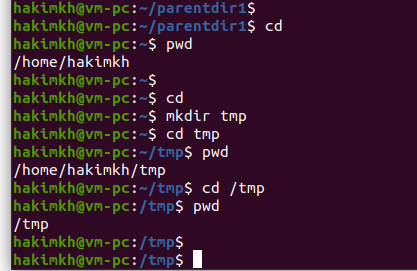 hakimkh@vm-pc:~/parentdir1$
hakimkh@vm-pc:~/parentdir1$ cd
hakimkh@vm-pc:~$ pwd
/home/hakimkh
hakimkh@vm-pc:~$
hakimkh@vm-pc:~$ cd
hakimkh@vm-pc:~$ mkdir tmp
hakimkh@vm-pc:~$ cd tmp
hakimkh@vm-pc:~/tmp$ pwd
/home/hakimkh/tmp
hakimkh@vm-pc:~/tmp$ cd /tmp
hakimkh@vm-pc:/tmp$ pwd
/tmp
hakimkh@vm-pc:/tmp$
hakimkh@vm-pc:/tmp$